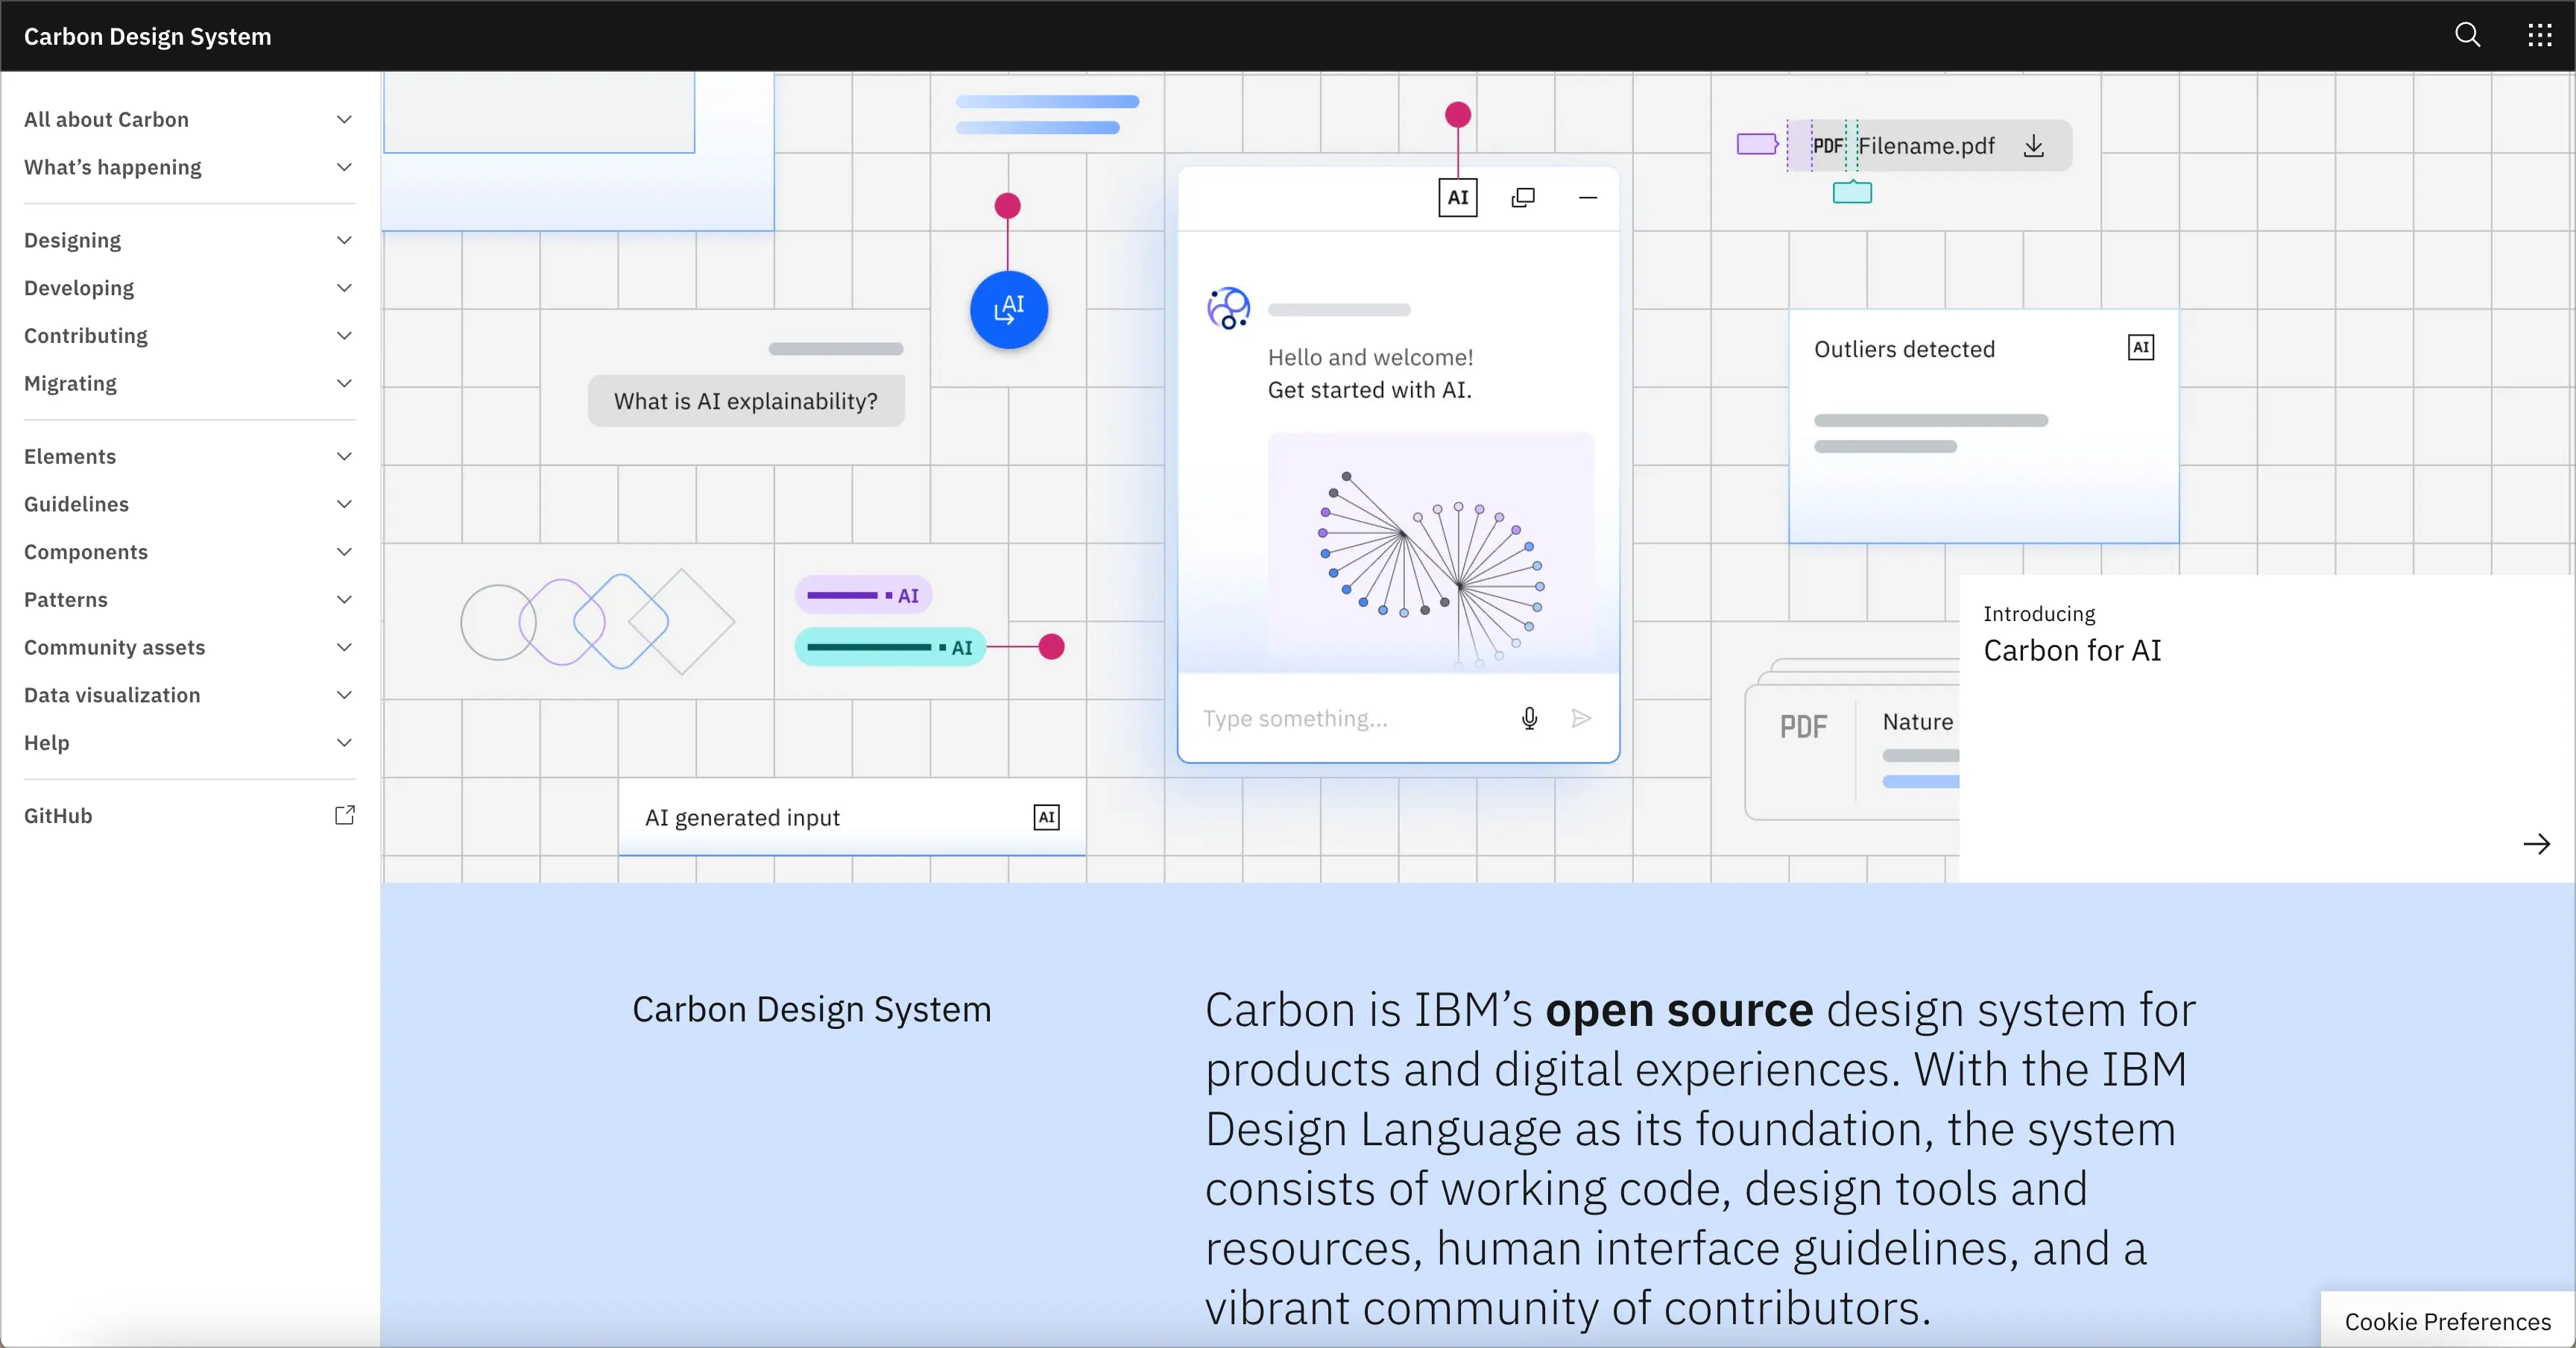 Carbon Design System
All about Carbon
What’s happening
Designing
Developing
Contributing
Migrating
Elements
Guidelines
Components
Patterns
Community assets
Data visualization
Help
GitHub
PDF
Filename.pdf
AI
AI
What is AI explainability?
Hello and welcome!
Get started with AI.
Outliers detected
AI
AI
AI
Type something...
PDF
Nature
AI generated input
AI
Introducing
Carbon for AI
Carbon Design System
Carbon is IBM’s open source design system for
products and digital experiences. With the IBM
Design Language as its foundation, the system
consists of working code, design tools and
resources, human interface guidelines, and a
vibrant community of contributors.
Cookie Preferences